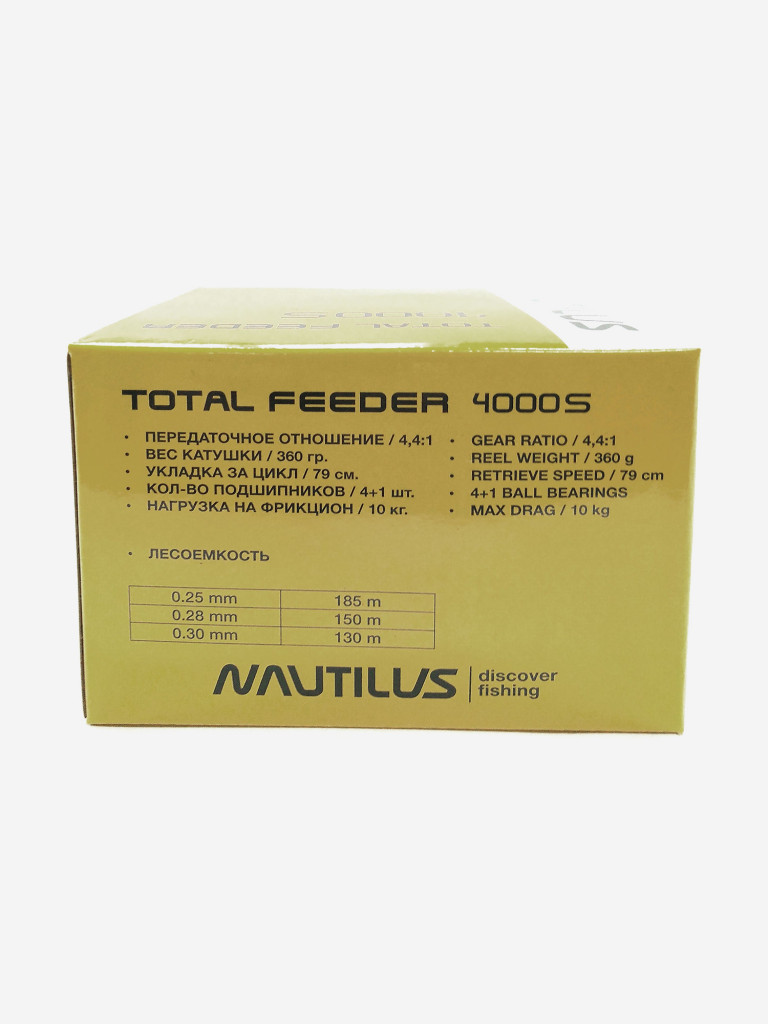 TOTAL FEEDER
4000S
TOTAL FEEDER 4000S
• ПЕРЕДАТОЧНОЕ ОТНОШЕНИЕ / 4,4:1
• ВЕС КАТУШКИ / 360 гр.
• УКЛАДКА ЗА ЦИКЛ / 79 см.
• КОЛ-ВО ПОДШИПНИКОВ / 4+1 шт.
• НАГРУЗКА НА ФРИКЦИОН / 10 кг.
• GEAR RATIO / 4,4:1
• REEL WEIGHT / 360 g
• RETRIEVE SPEED / 79 cm
• 4+1 BALL BEARINGS
• MAX DRAG / 10 kg
• ЛЕСОЕМКОСТЬ
0.25 mm 185 m
0.28 mm 150 m
0.30 mm 130 m
NAUTILUS discover
fishing